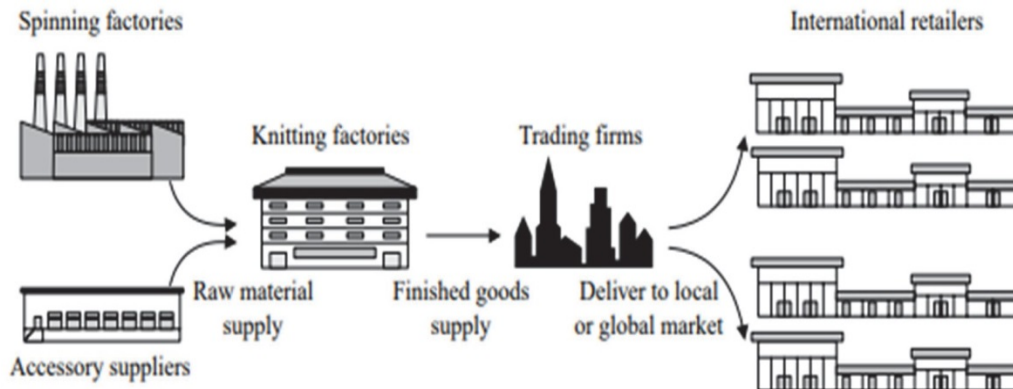 Spinning factories
International retailers
Knitting factories
Trading firms
Raw material
supply
Finished goods
supply
Deliver to local
or global market
Accessory suppliers